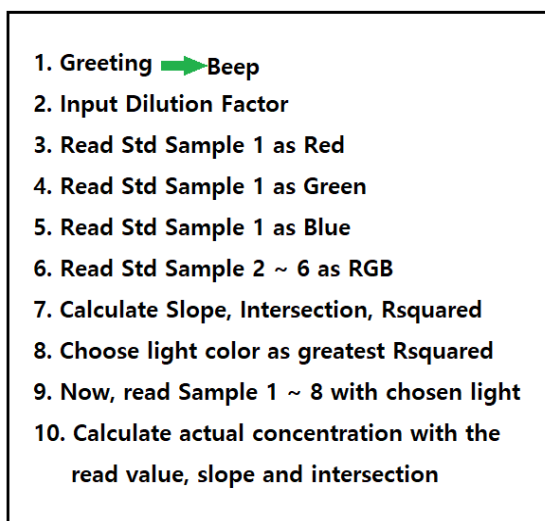 1. Greeting Beep
2. Input Dilution Factor
3. Read Std Sample 1 as Red
4. Read Std Sample 1 as Green
5. Read Std Sample 1 as Blue
6. Read Std Sample 2 ~ 6 as RGB
7. Calculate Slope, Intersection, Rsquared
8. Choose light color as greatest Rsquared
9. Now, read Sample 1 ~ 8 with chosen light
10. Calculate actual concentration with the
read value, slope and intersection